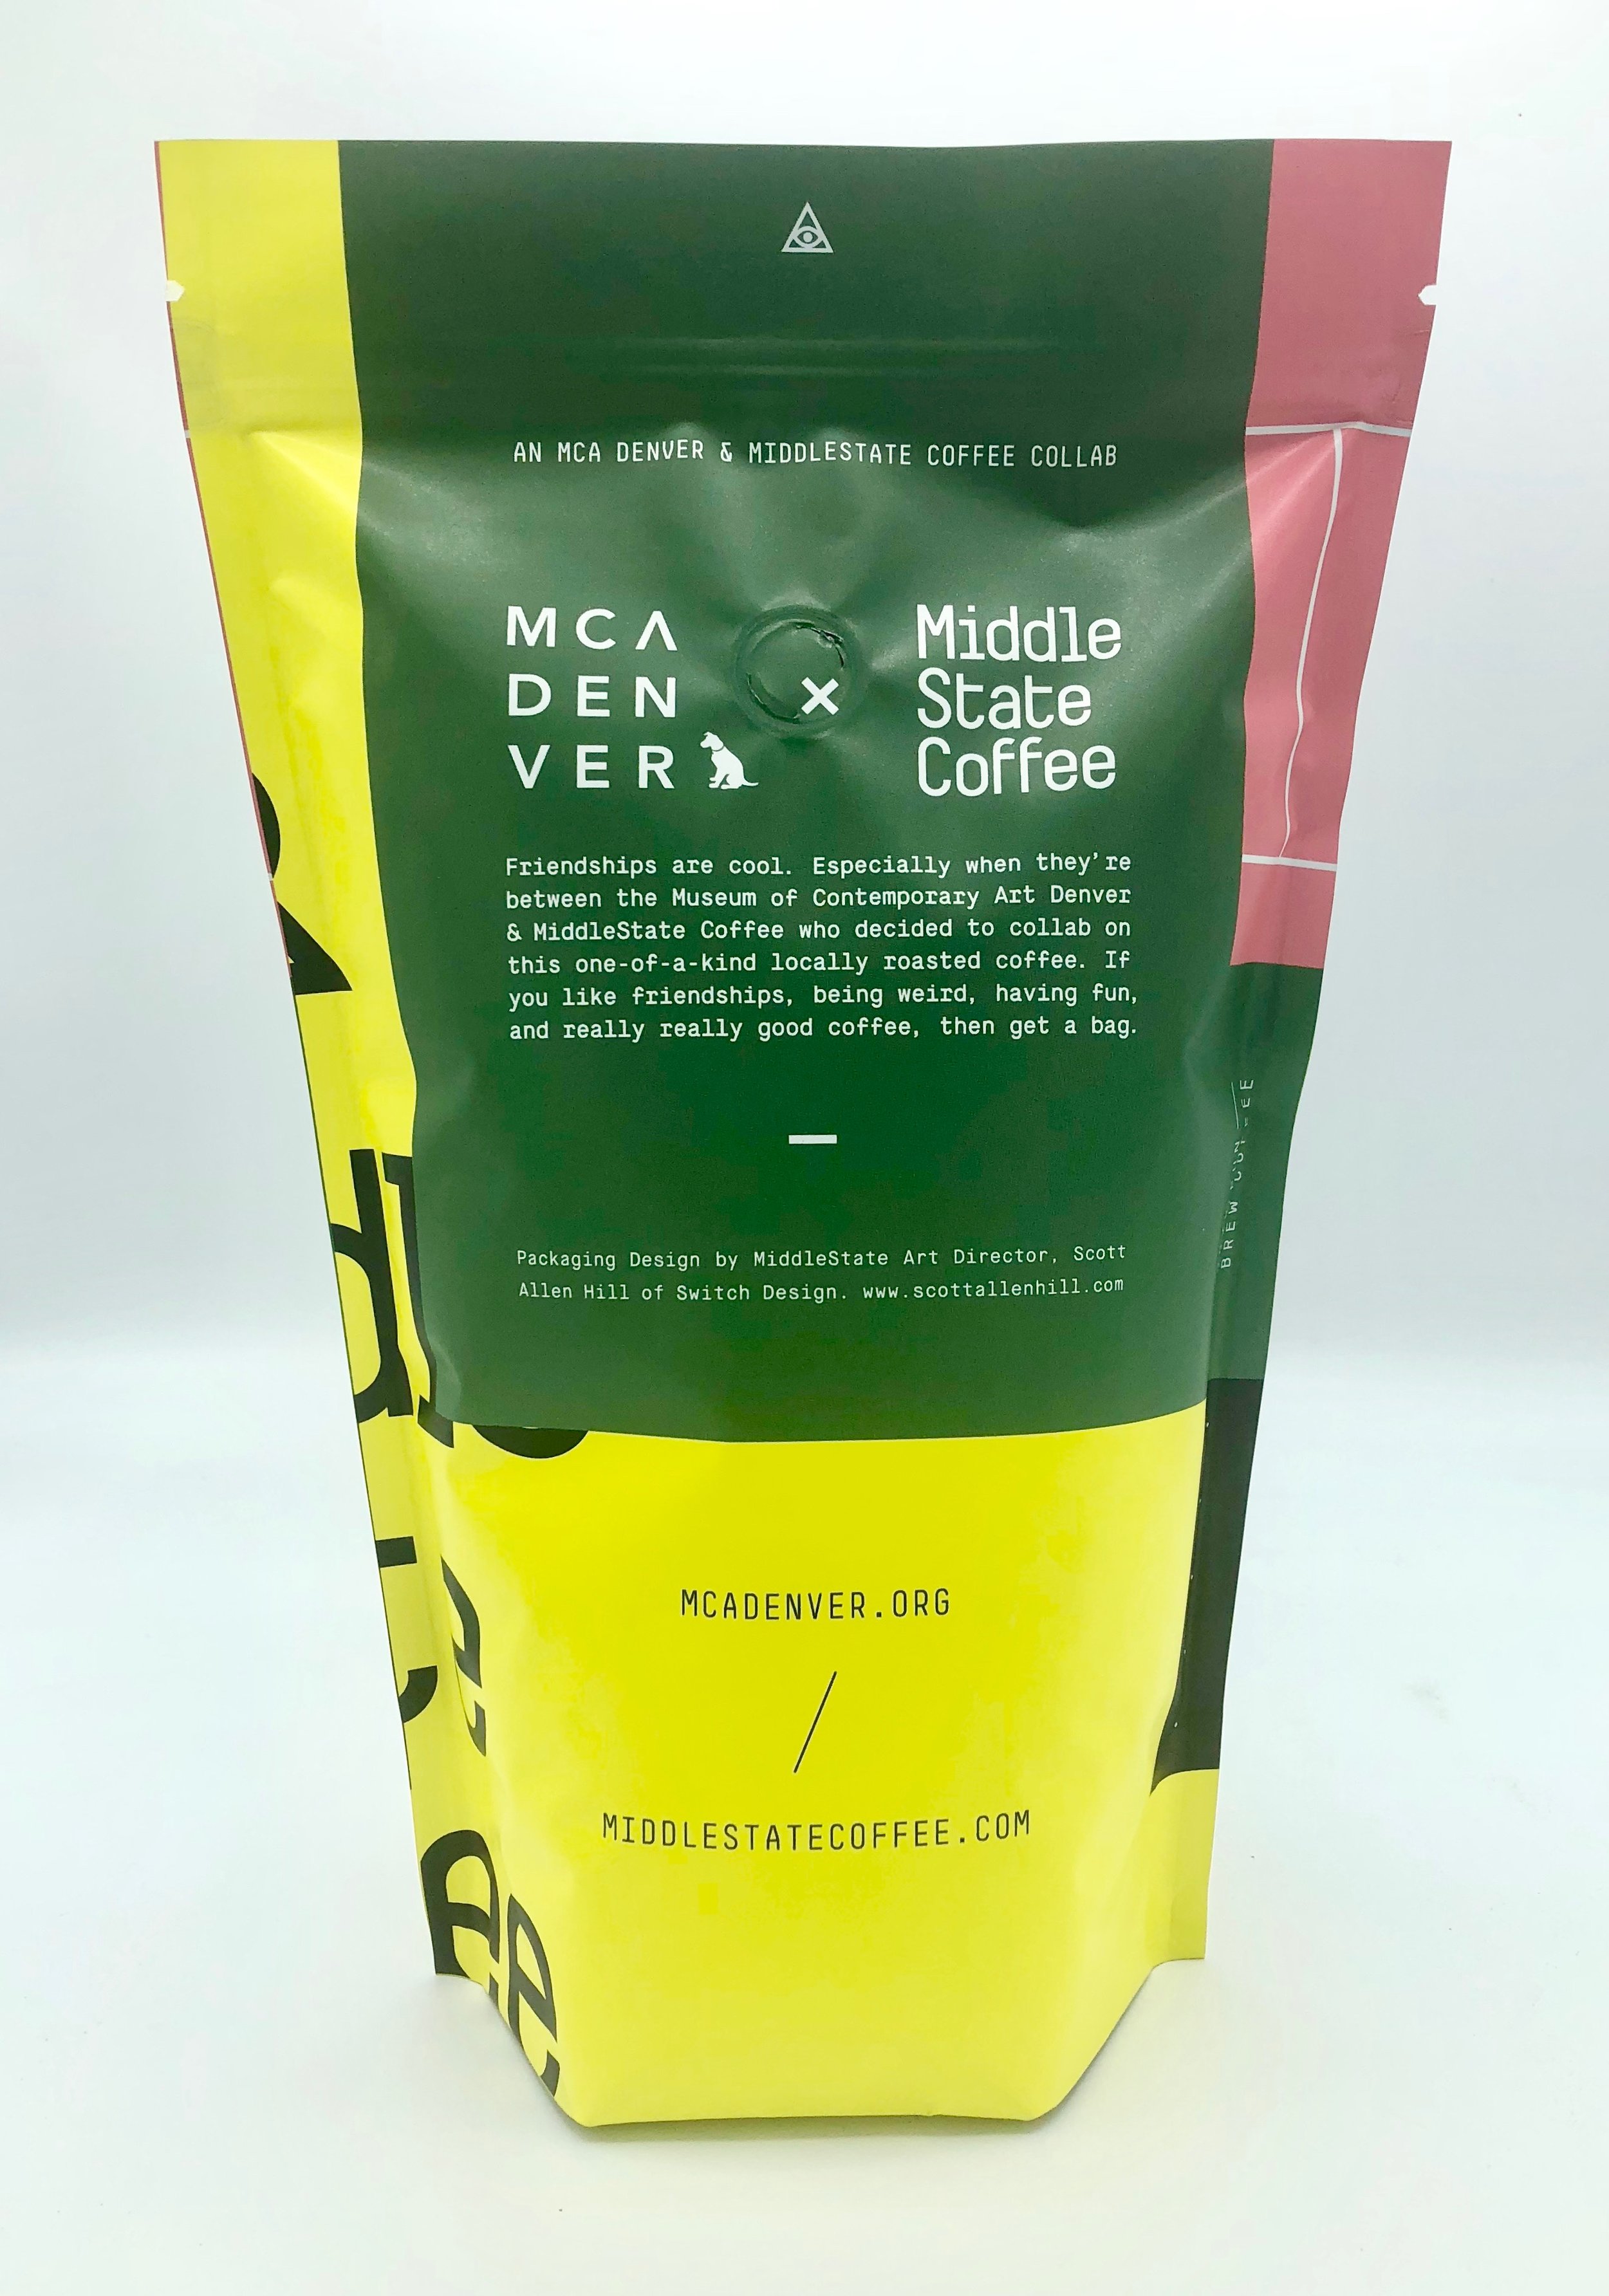 AN MCA DENVER & MIDDLESTATE COFFEE COLLAB
MCA
DEN
VER
×
Middle
State
Coffee
Friendships are cool. Especially when they're
between the Museum of Contemporary Art Denver
& MiddleState Coffee who decided to collab on
this one-of-a-kind locally roasted coffee. If
you like friendships, being weird, having fun,
and really really good coffee, then get a bag.
Packaging Design by MiddleState Art Director, Scott
Allen Hill of Switch Design. www.scottallenhill.com
MCADENVER.ORG
/
MIDDLESTATECOFFEE.COM
BREW